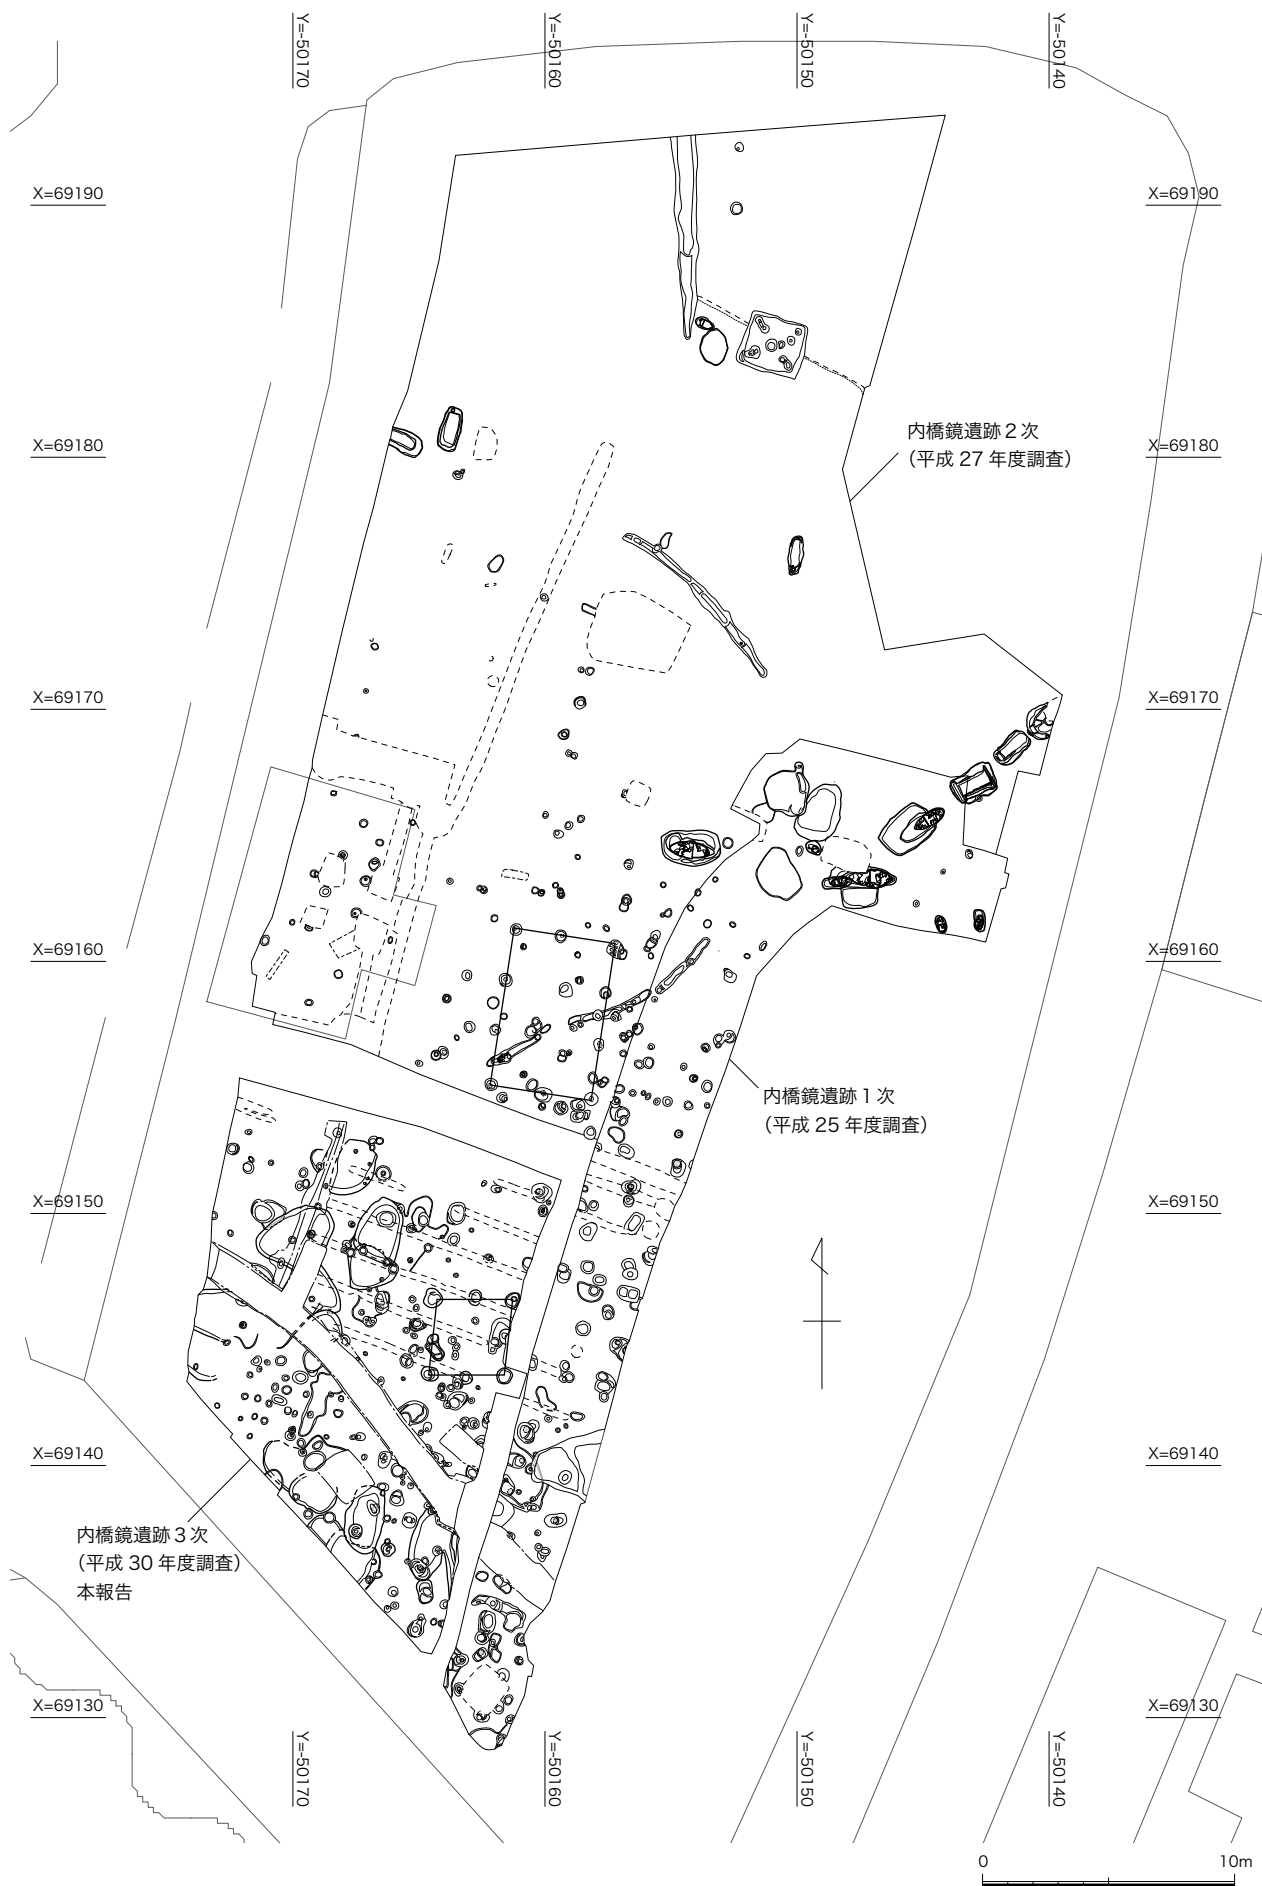 Y=-50170
Y=-50160
Y=-50150
Y=-50140
X=69190
X=69190
X=69180
X=69180
内橋鏡遺跡2次
（平成 27 年度調査）
X=69170
X=69170
X=69160
X=69160
内橋鏡遺跡1次
（平成 25 年度調査）
X=69150
X=69150
X=69140
X=69140
内橋鏡遺跡3次
（平成 30 年度調査）
本報告
X=69130
X=69130
Y=-50170
Y=-50160
Y=-50150
Y=-50140
0
10m